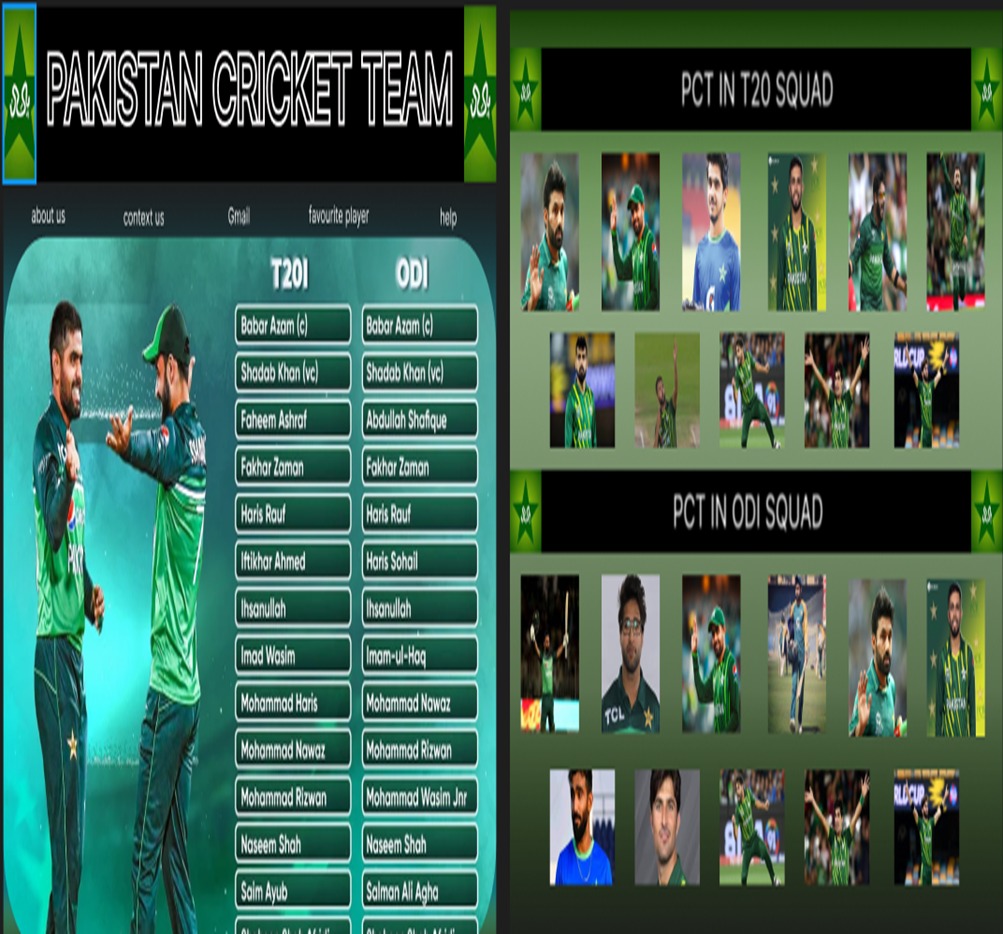 PAKISTAN CRICKET TEAM
about us
context us
Gmail
favourite player
help
T20I
ODI
Babar Azam (c)
Babar Azam (c)
Shadab Khan (vc)
Shadab Khan (vc)
Faheem Ashraf
Abdullah Shafique
Fakhar Zaman
Fakhar Zaman
Haris Rauf
Haris Rauf
Iftikhar Ahmed
Haris Sohail
Ihsanullah
Ihsanullah
Imad Wasim
Imam-ul-Haq
Mohammad Haris
Mohammad Nawaz
Mohammad Nawaz
Mohammad Rizwan
Mohammad Rizwan
Mohammad Wasim Jnr
Naseem Shah
Naseem Shah
Saim Ayub
Salman Ali Agha
PCT IN T20 SQUAD
PCT IN ODI SQUAD
TCL